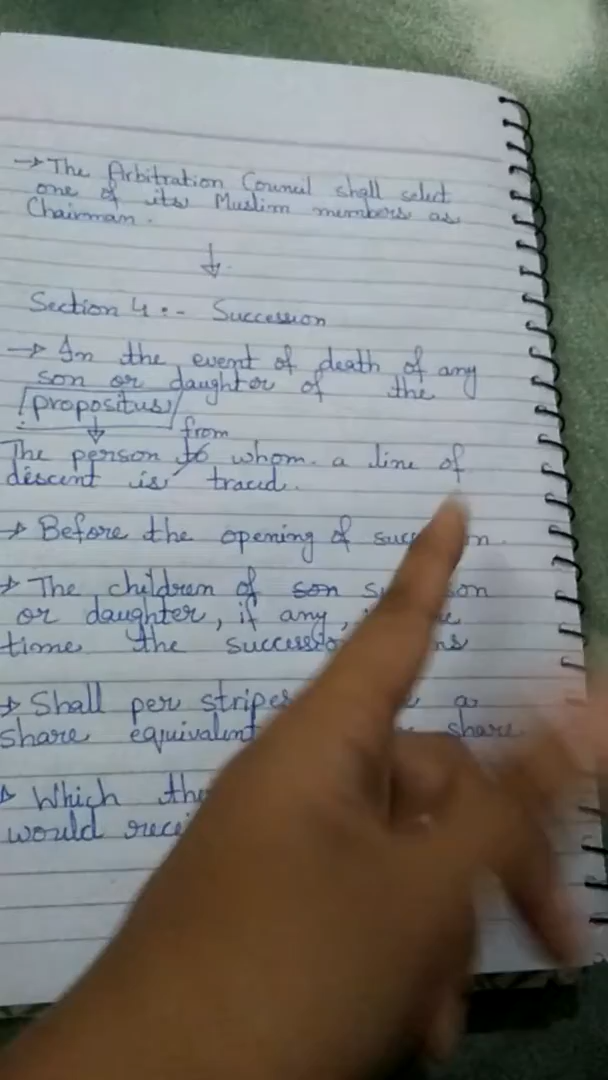 → The Arbitration Council shall select
one of its Muslim members as
Chairman.
↓
Section 4 :- Succession
→ In the event of death of any
son or daughter of the
propositus
↓ from
The person to whom a line of
descent is traced.
→ Before the opening of
→ The children of son
or daughter, if any,
time the
→ Shall per stripes a
share equivalent share
→ Which
would